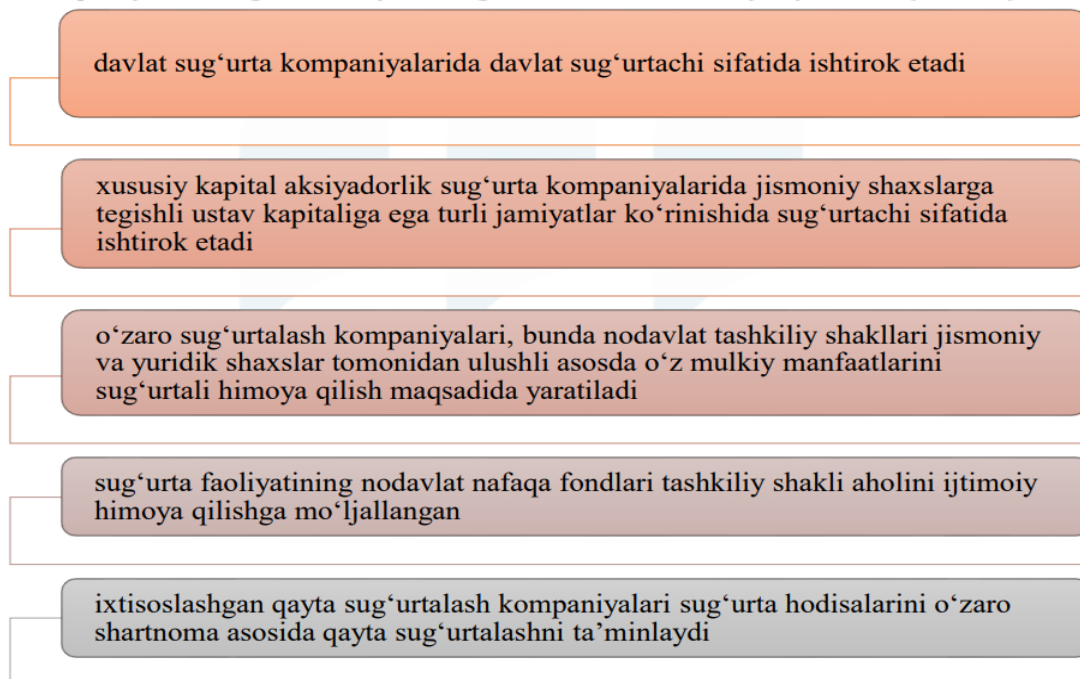 davlat sug‘urta kompaniyalarida davlat sug‘urtachi sifatida ishtirok etadi
xususiy kapital aksiyadorlik sug‘urta kompaniyalarida jismoniy shaxslarga
tegishli ustav kapitaliga ega turli jamiyatlar ko‘rinishida sug‘urtachi sifatida
ishtirok etadi
o‘zaro sug‘urtalash kompaniyalari, bunda nodavlat tashkiliy shakllari jismoniy
va yuridik shaxslar tomonidan ulushli asosda o‘z mulkiy manfaatlarini
sug‘urtali himoya qilish maqsadida yaratiladi
sug‘urta faoliyatining nodavlat nafaqa fondlari tashkiliy shakli aholini ijtimoiy
himoya qilishga mo‘ljallangan
ixtisoslashgan qayta sug‘urtalash kompaniyalari sug‘urta hodisalarini o‘zaro
shartnoma asosida qayta sug‘urtalashni ta’minlaydi